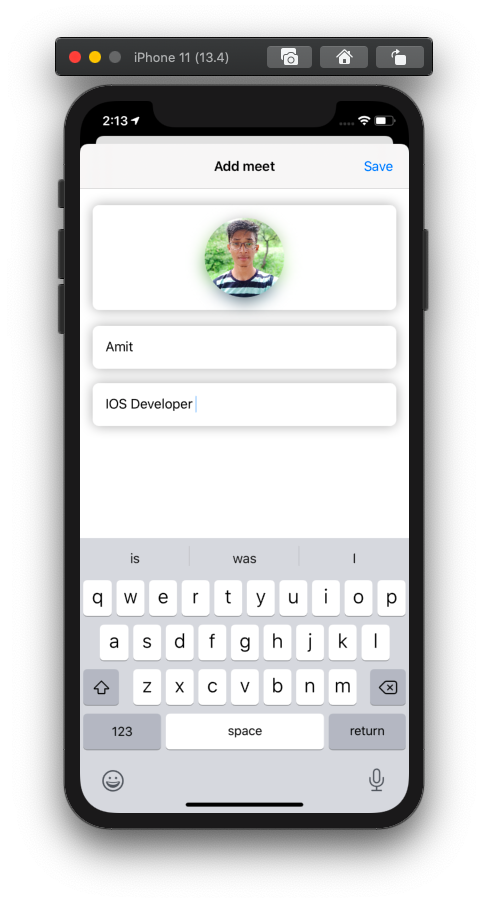 iPhone 11 (13.4)
2:13
Add meet
Save
Amit
IOS Developer
is was I
q w e r t y u i o p
a s d f g h j k l
z x c v b n m
123 space return